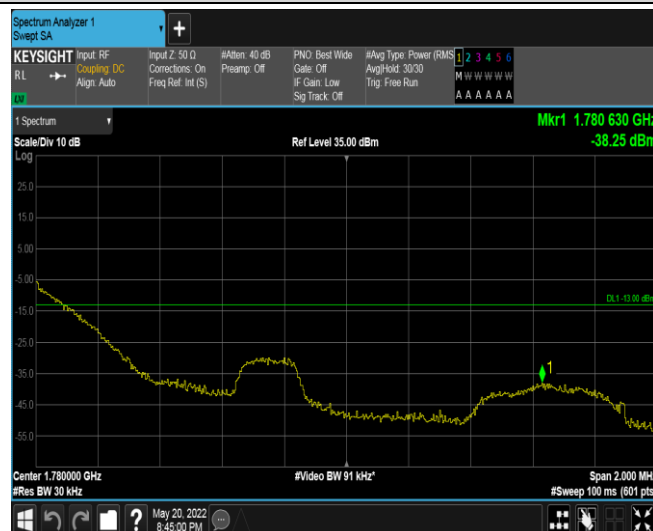 Spectrum Analyzer 1
Swept SA
+
KEYSIGHT
RL
Input: RF
Coupling: DC
Align: Auto
Input Z: 50 Ω
Corrections: On
Freq Ref: Int (S)
#Atten: 40 dB
Preamp: Off
PNO: Best Wide
Gate: Off
IF Gain: Low
Sig Track: Off
#Avg Type: Power (RMS
Avg|Hold: 30/30
Trig: Free Run
1 2 3 4 5 6
M W W W W W
A A A A A A
1 Spectrum
Mkr1 1.780 630 GHz
Scale/Div 10 dB
Ref Level 35.00 dBm
-38.25 dBm
Log
25.0
15.0
5.00
-5.00
DL1 -13.00 dBm
-15.0
-25.0
-35.0
1
-45.0
-55.0
Center 1.780000 GHz
#Video BW 91 kHz*
Span 2.000 MHz
#Res BW 30 kHz
#Sweep 100 ms (601 pts)
?
May 20, 2022
8:45:00 PM